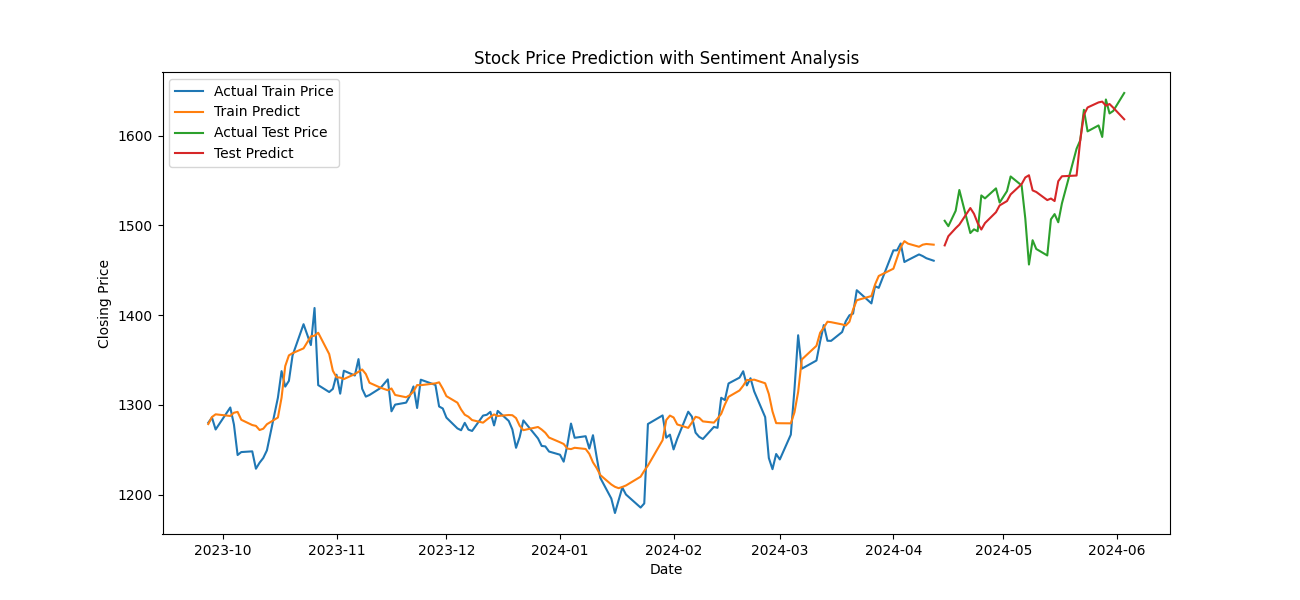 Stock Price Prediction with Sentiment Analysis
Actual Train Price
Train Predict
Actual Test Price
Test Predict
Closing Price
1600
1500
1400
1300
1200
2023-10 2023-11 2023-12 2024-01 2024-02 2024-03 2024-04 2024-05 2024-06
Date